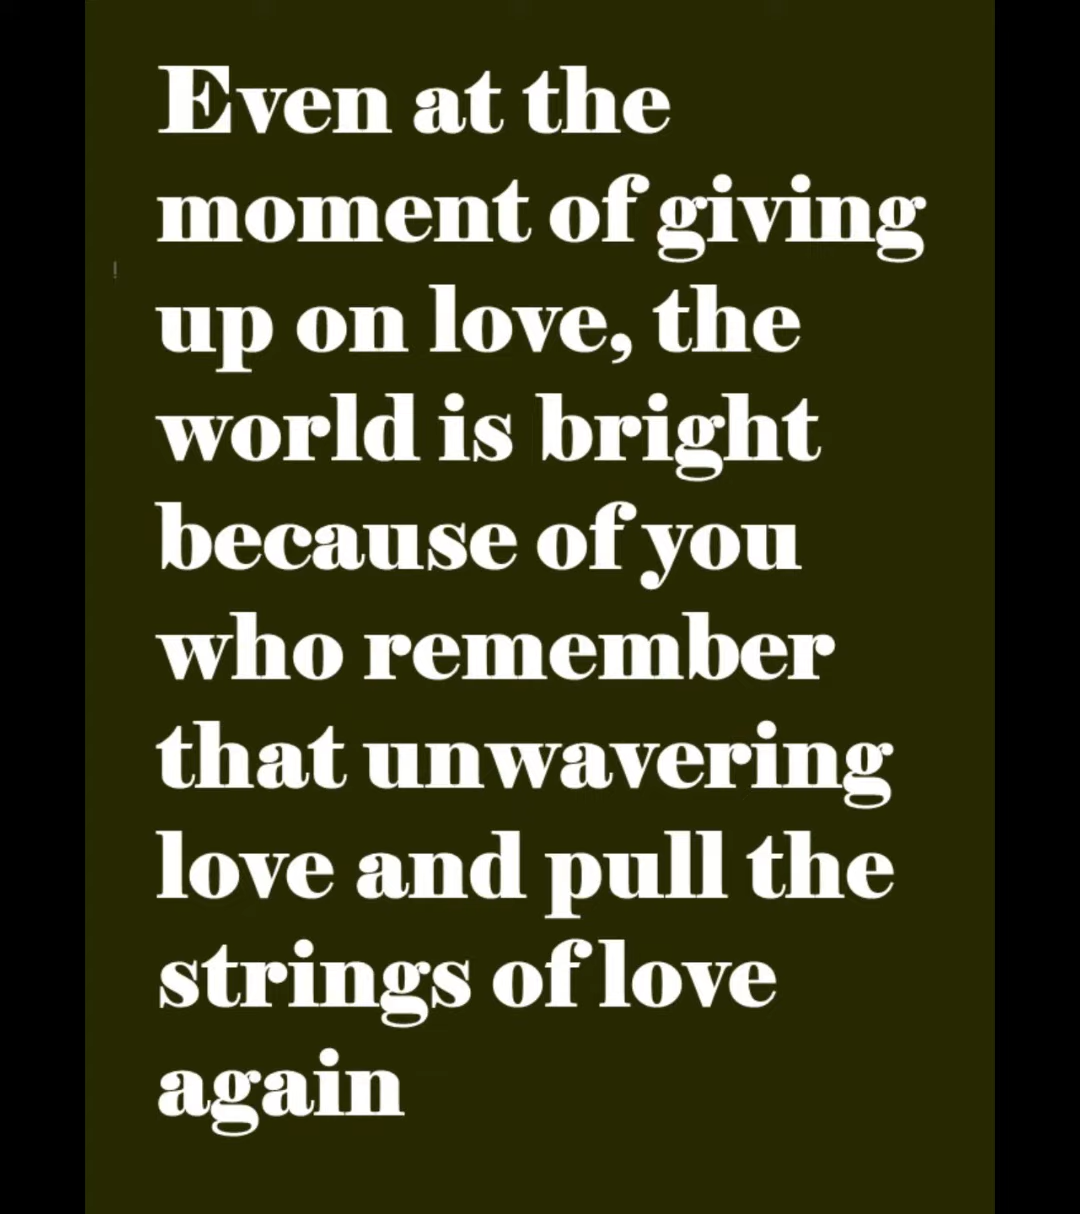 Even at the
moment of giving
up on love, the
world is bright
because of you
who remember
that unwavering
love and pull the
strings of love
again